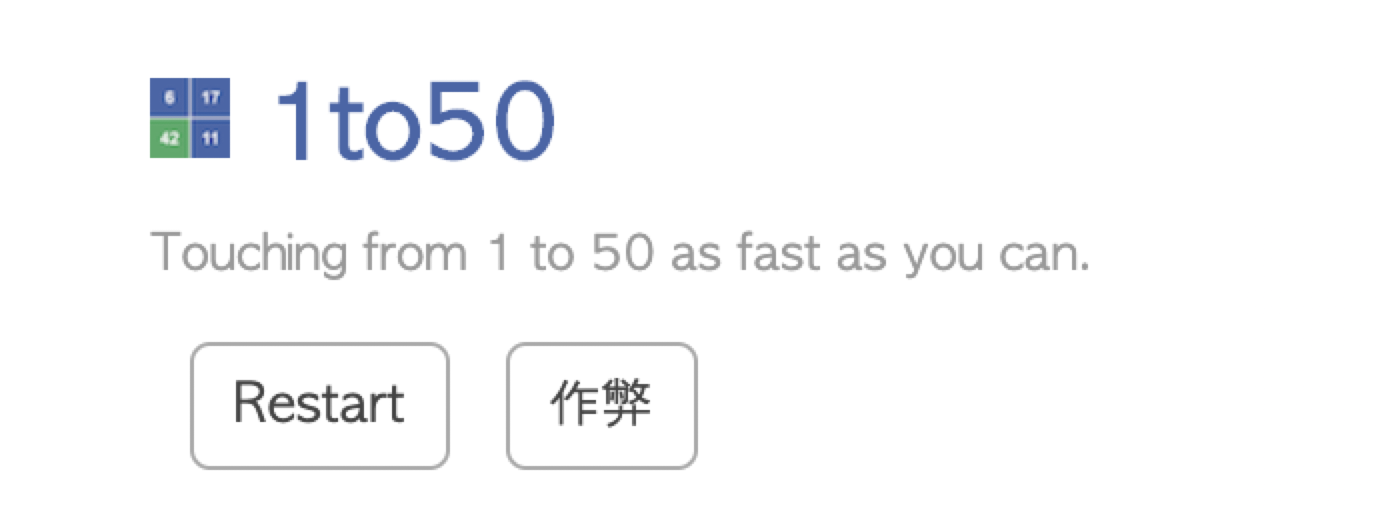 6 17
42 11
1to50
Touching from 1 to 50 as fast as you can.
Restart 作弊